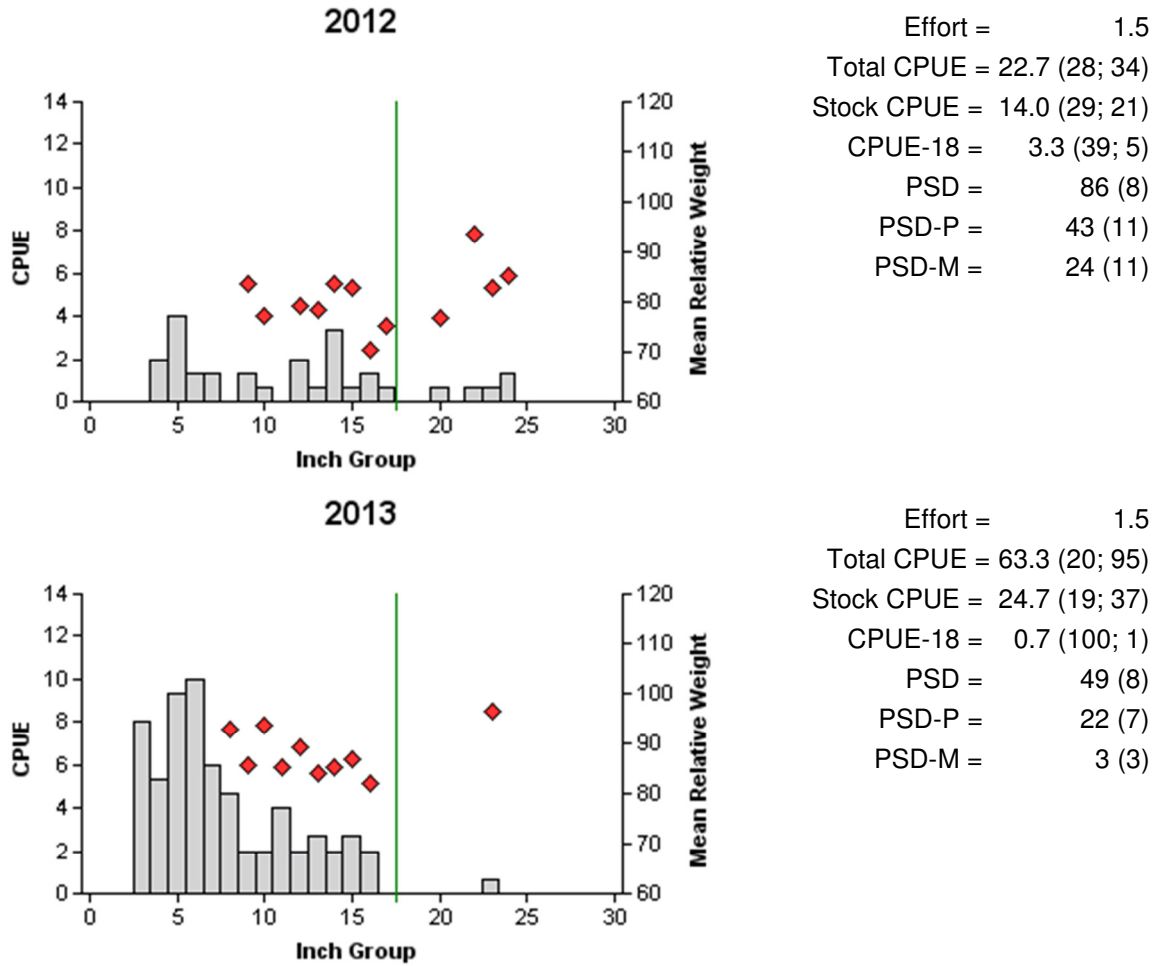 2012
Effort = 1.5
Total CPUE = 22.7 (28; 34)
Stock CPUE = 14.0 (29; 21)
CPUE-18 = 3.3 (39; 5)
PSD = 86 (8)
PSD-P = 43 (11)
PSD-M = 24 (11)
CPUE
14
12
10
8
6
4
2
0
120
110
100
90
80
70
60
Mean Relative Weight
0 5 10 15 20 25 30
Inch Group
2013
Effort = 1.5
Total CPUE = 63.3 (20; 95)
Stock CPUE = 24.7 (19; 37)
CPUE-18 = 0.7 (100; 1)
PSD = 49 (8)
PSD-P = 22 (7)
PSD-M = 3 (3)
CPUE
14
12
10
8
6
4
2
0
120
110
100
90
80
70
60
Mean Relative Weight
0 5 10 15 20 25 30
Inch Group